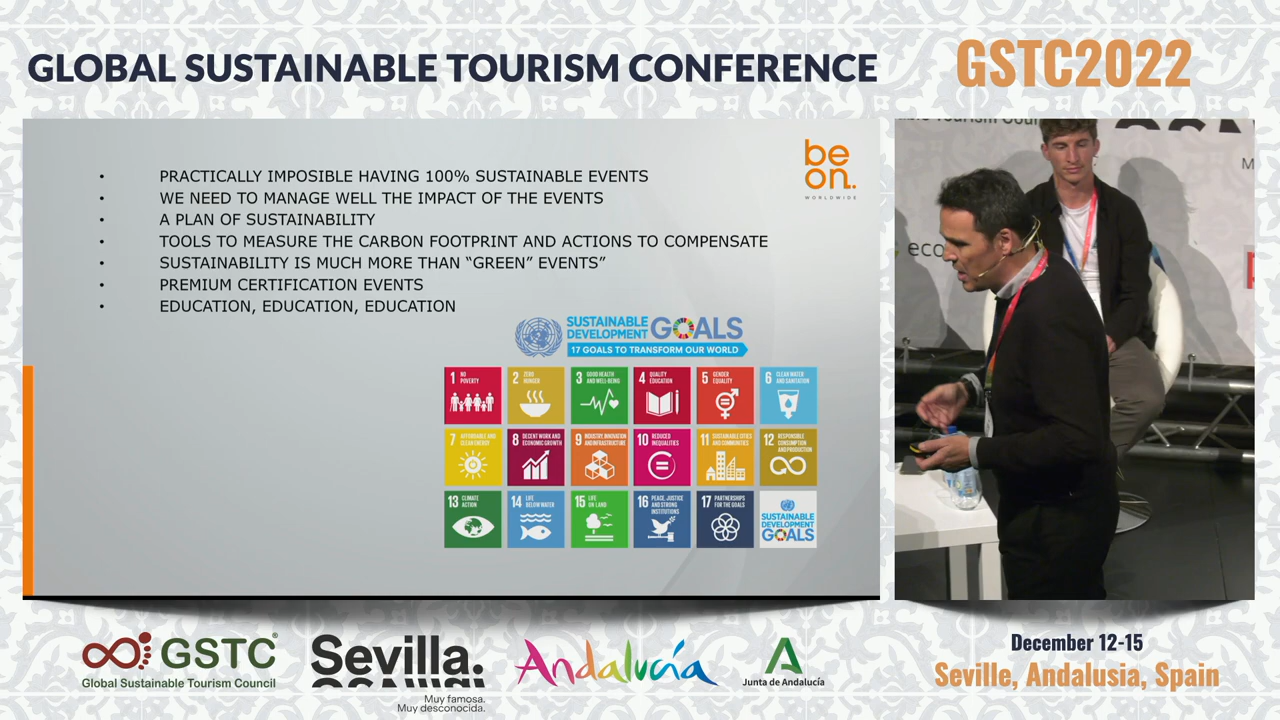 GLOBAL SUSTAINABLE TOURISM CONFERENCE
GSTC2022
be
on.
WORLDWIDE
• PRACTICALLY IMPOSIBLE HAVING 100% SUSTAINABLE EVENTS
• WE NEED TO MANAGE WELL THE IMPACT OF THE EVENTS
• A PLAN OF SUSTAINABILITY
• TOOLS TO MEASURE THE CARBON FOOTPRINT AND ACTIONS TO COMPENSATE
• SUSTAINABILITY IS MUCH MORE THAN “GREEN” EVENTS”
• PREMIUM CERTIFICATION EVENTS
• EDUCATION, EDUCATION, EDUCATION
SUSTAINABLE
DEVELOPMENT GOALS
17 GOALS TO TRANSFORM OUR WORLD
1 NO
POVERTY
2 ZERO
HUNGER
3 GOOD HEALTH
AND WELL-BEING
4 QUALITY
EDUCATION
5 GENDER
EQUALITY
6 CLEAN WATER
AND SANITATION
7 AFFORDABLE AND
CLEAN ENERGY
8 DECENT WORK AND
ECONOMIC GROWTH
9 INDUSTRY, INNOVATION
AND INFRASTRUCTURE
10 REDUCED
INEQUALITIES
11 SUSTAINABLE CITIES
AND COMMUNITIES
12 RESPONSIBLE
CONSUMPTION
AND PRODUCTION
13 CLIMATE
ACTION
14 LIFE
BELOW WATER
15 LIFE
ON LAND
16 PEACE, JUSTICE
AND STRONG
INSTITUTIONS
17 PARTNERSHIPS
FOR THE GOALS
SUSTAINABLE
DEVELOPMENT
GOALS
eco
GSTC®
Global Sustainable Tourism Council
Sevilla.
Muy famosa.
Muy desconocida.
Andalucía
Junta de Andalucía
December 12-15
Seville, Andalusia, Spain